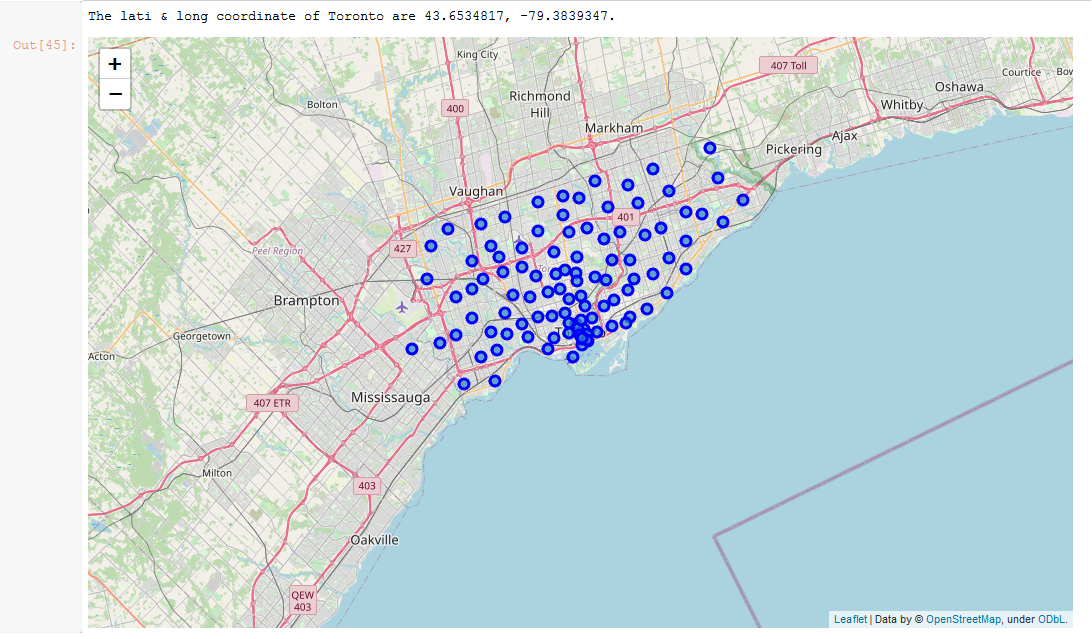 The lati & long coordinate of Toronto are 43.6534817, -79.3839347.
Out[45]:
+
−
King City
407 Toll
Courtice
Oshawa
Bolton
400
Richmond
Hill
Whitby
Markham
Ajax
Pickering
Vaughan
401
427
Peel Region
Brampton
Georgetown
Acton
Mississauga
407 ETR
Milton
403
Oakville
QEW
403
Leaflet | Data by © OpenStreetMap, under ODbL.